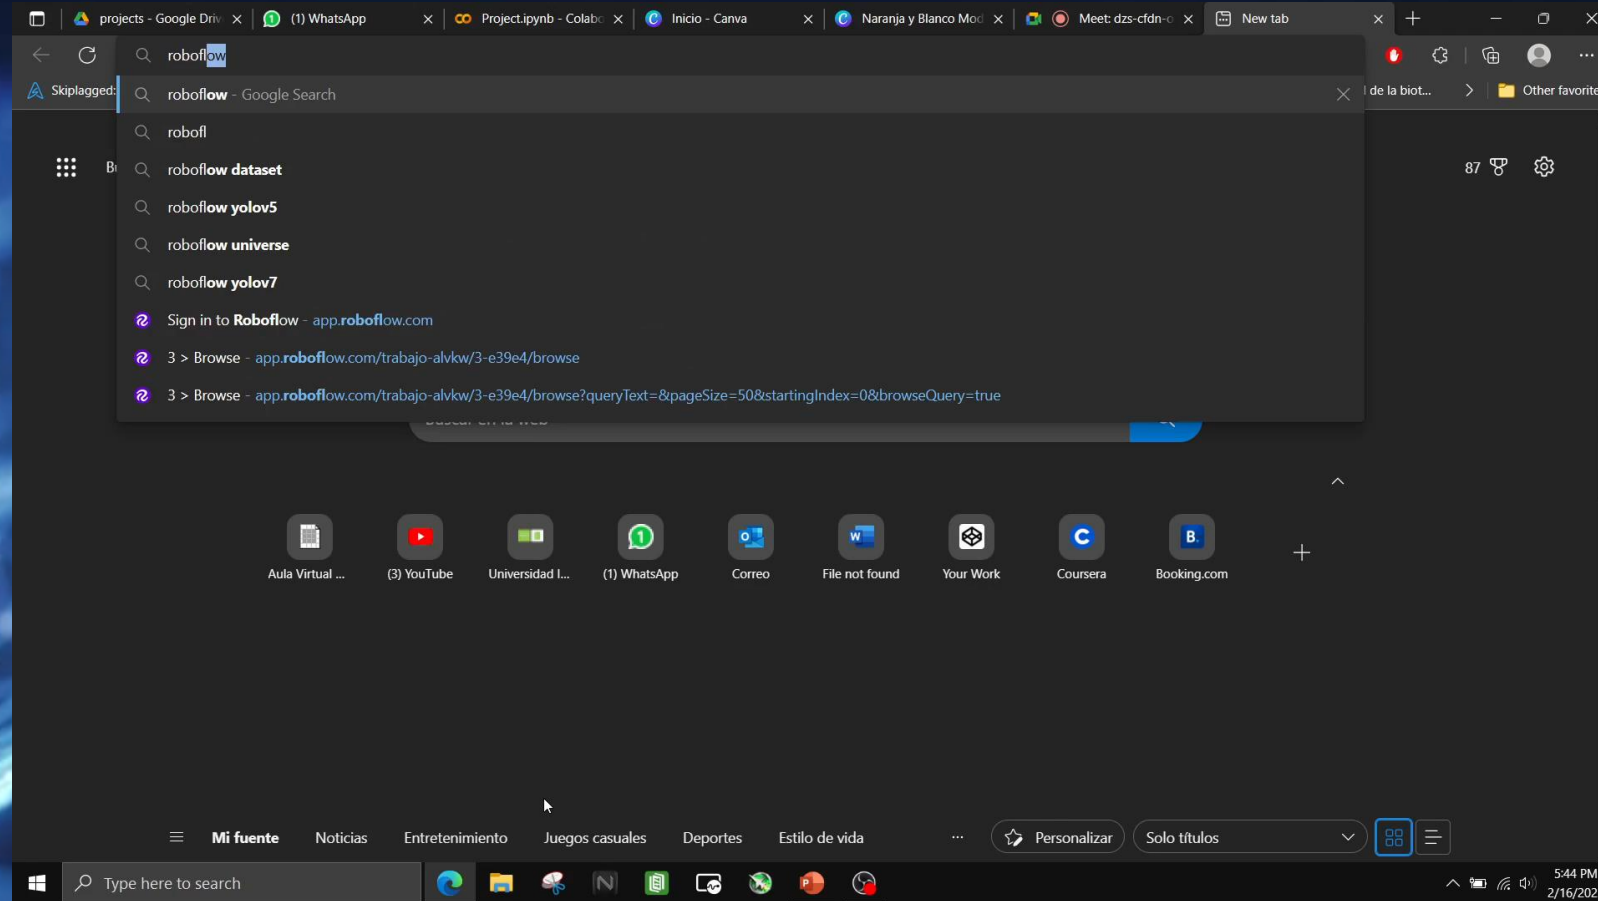 projects - Google Driv
(1) WhatsApp
Project.ipynb - Colabo
Inicio - Canva
Naranja y Blanco Mod
Meet: dzs-cfdn-o
New tab
roboflow
Skiplagged:
de la biot...
Other favorite
roboflow - Google Search
robofl
roboflow dataset
roboflow yolov5
roboflow universe
roboflow yolov7
Sign in to Roboflow - app.roboflow.com
3 > Browse - app.roboflow.com/trabajo-alvkw/3-e39e4/browse
3 > Browse - app.roboflow.com/trabajo-alvkw/3-e39e4/browse?queryText=&pageSize=50&startingIndex=0&browseQuery=true
87
Buscar en la web
Aula Virtual ...
(3) YouTube
Universidad I...
(1) WhatsApp
Correo
File not found
Your Work
Coursera
Booking.com
Mi fuente
Noticias
Entretenimiento
Juegos casuales
Deportes
Estilo de vida
...
Personalizar
Solo títulos
Type here to search
5:44 PM
2/16/202